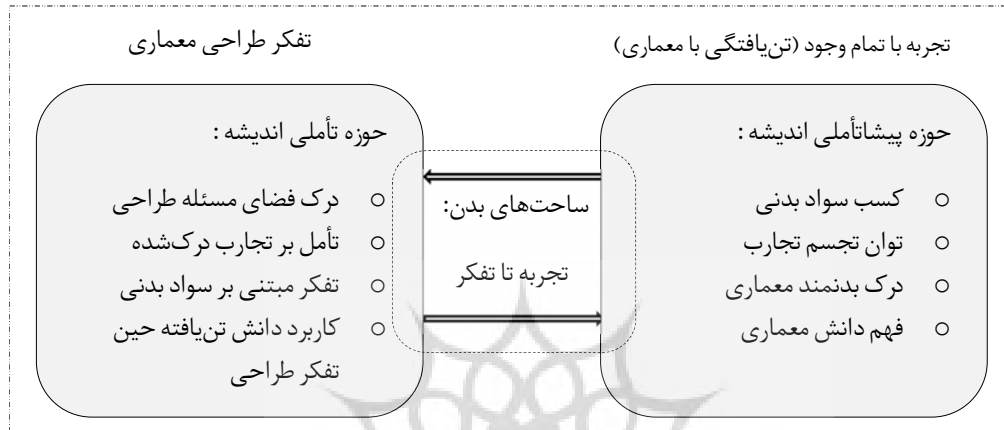 تجربه با تمام وجود (تن‌یافتگی با معماری)
حوزه پیشاتأملی اندیشه :
○ کسب سواد بدنی
○ توان تجسم تجارب
○ درک بدنمند معماری
○ فهم دانش معماری
ساحت‌های بدن:
تجربه تا تفکر
تفکر طراحی معماری
حوزه تأملی اندیشه :
○ درک فضای مسئله طراحی
○ تأمل بر تجارب درک‌شده
○ تفکر مبتنی بر سواد بدنی
○ کاربرد دانش تن‌یافته حین
تفکر طراحی